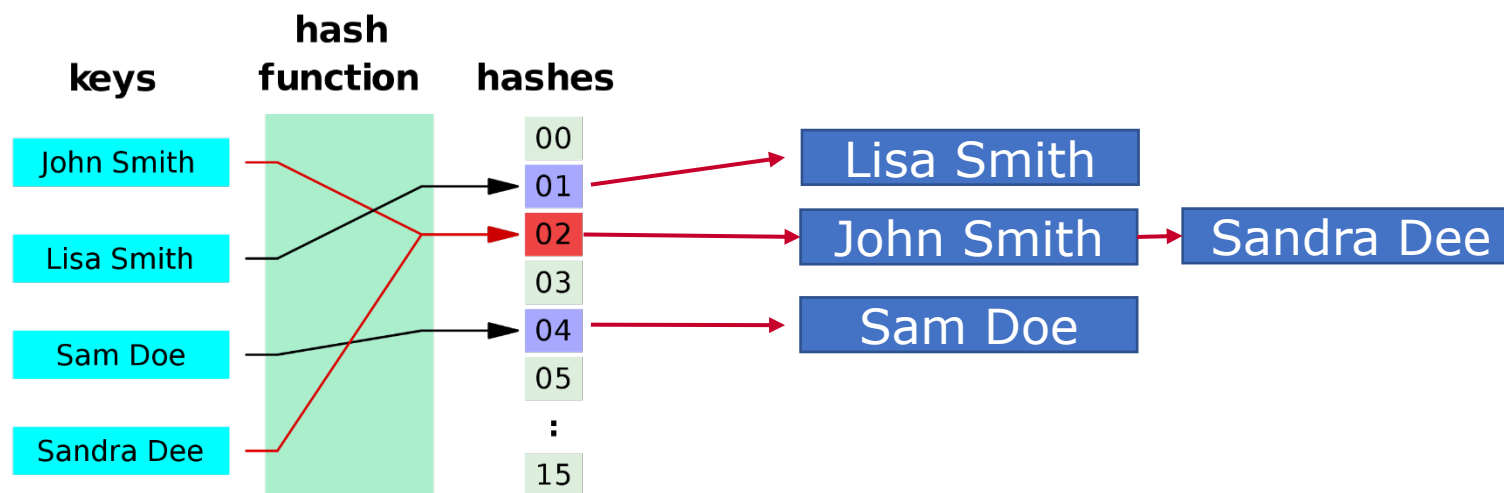 keys
hash
function
hashes
John Smith
Lisa Smith
Sam Doe
Sandra Dee
00
01
02
03
04
05
:
15
Lisa Smith
John Smith
Sandra Dee
Sam Doe